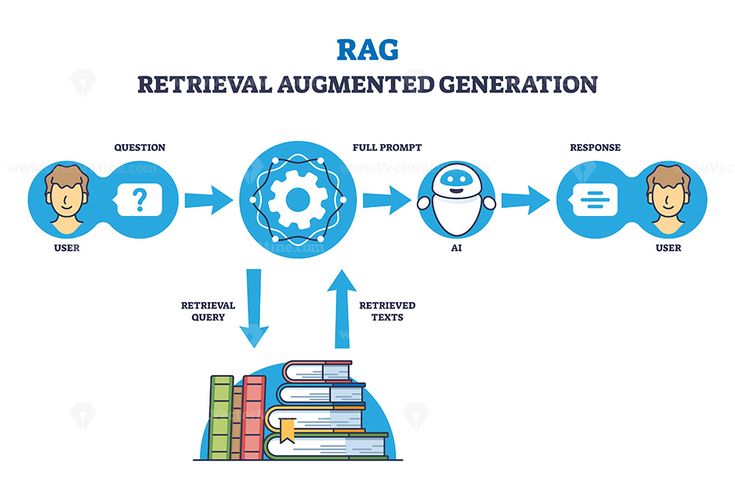 RAG
RETRIEVAL AUGMENTED GENERATION
QUESTION
FULL PROMPT
RESPONSE
?
USER
AI
USER
RETRIEVAL
QUERY
RETRIEVED
TEXTS